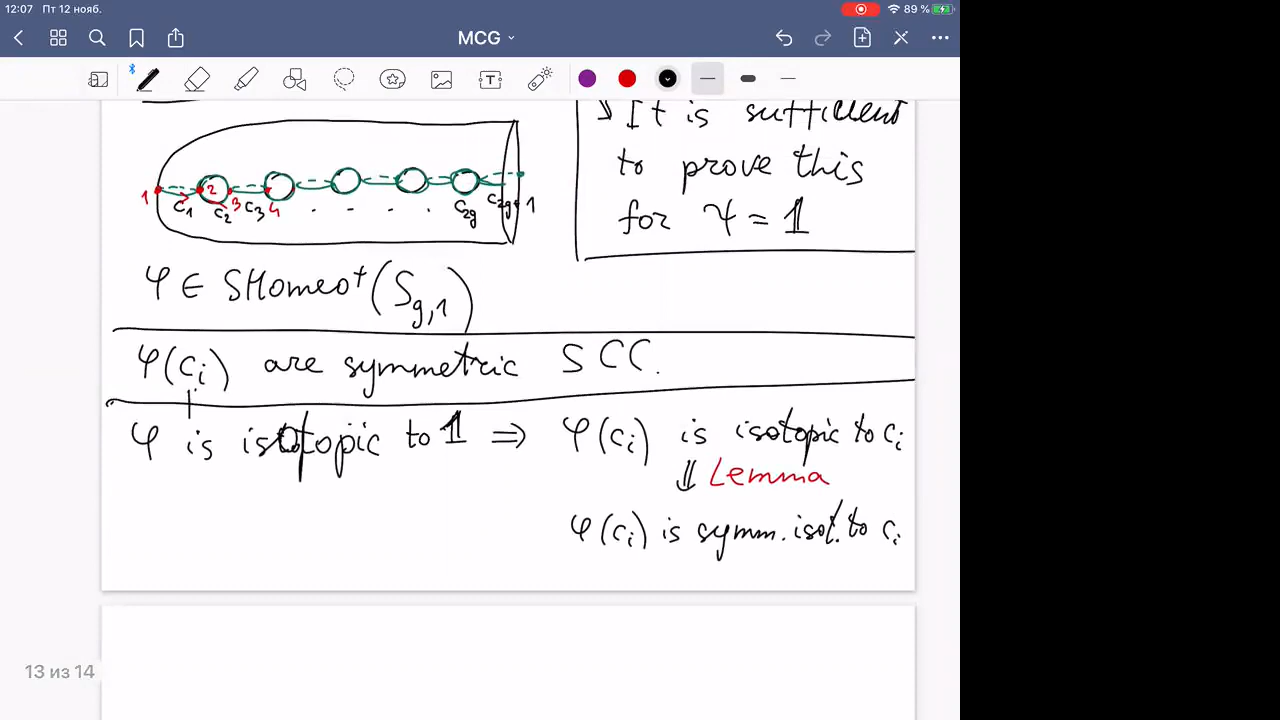 12:07 Пт 12 нояб.
89 %
MCG
⇓ It is sufficient
to prove this
for Ψ = 𝟙
1 2 3 4 1
c₁ c₂ c₃ . . . . c₂g c₂g+1
φ ∈ SHomeo⁺(S_{g,1})
φ(cᵢ) are symmetric SCC.
φ is isotopic to 𝟙 ⇒ φ(cᵢ) is isotopic to cᵢ
⇓ Lemma
φ(cᵢ) is symm. isot. to cᵢ
13 из 14